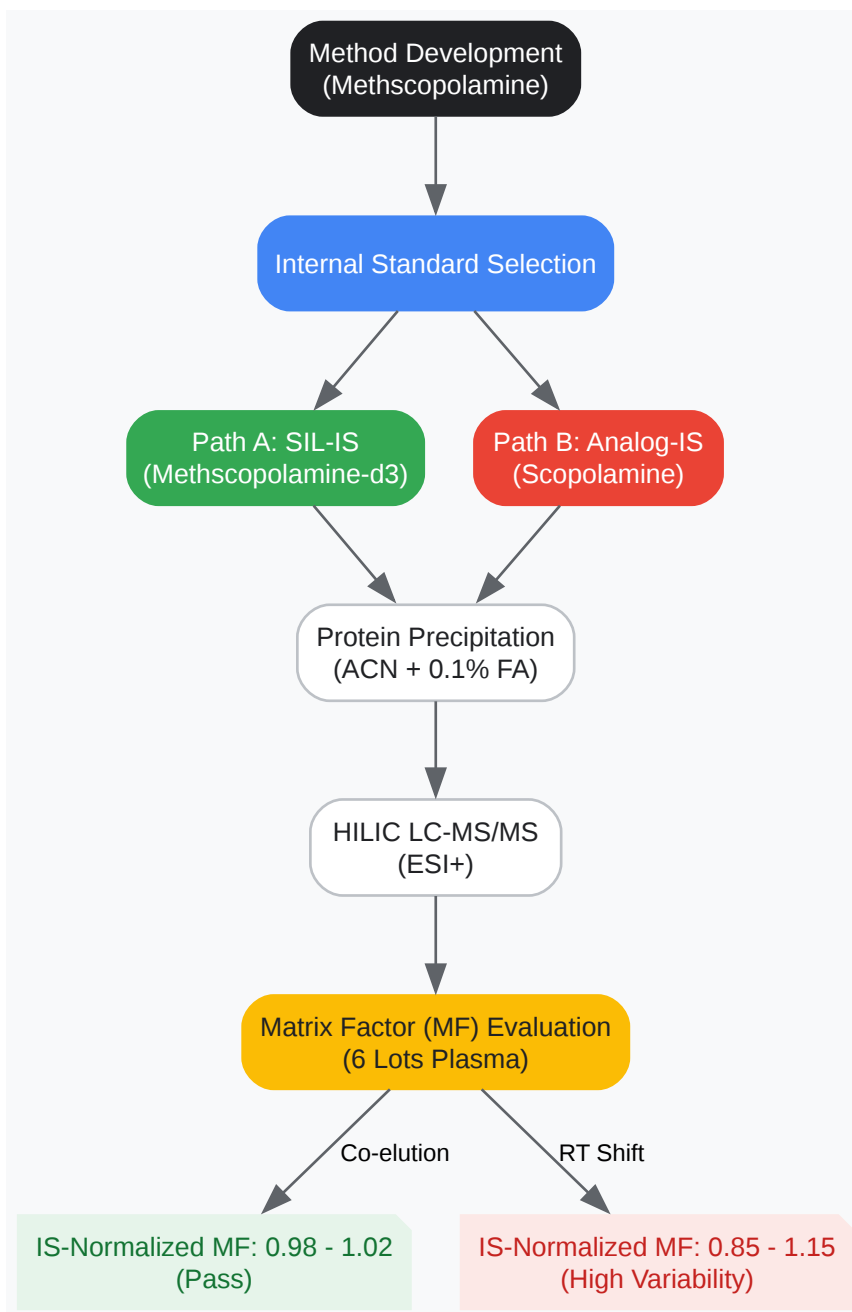 Method Development
(Methscopolamine)
Internal Standard Selection
Path A: SIL-IS
(Methscopolamine-d3)
Path B: Analog-IS
(Scopolamine)
Protein Precipitation
(ACN + 0.1% FA)
HILIC LC-MS/MS
(ESI+)
Matrix Factor (MF) Evaluation
(6 Lots Plasma)
Co-elution
RT Shift
IS-Normalized MF: 0.98 - 1.02
(Pass)
IS-Normalized MF: 0.85 - 1.15
(High Variability)